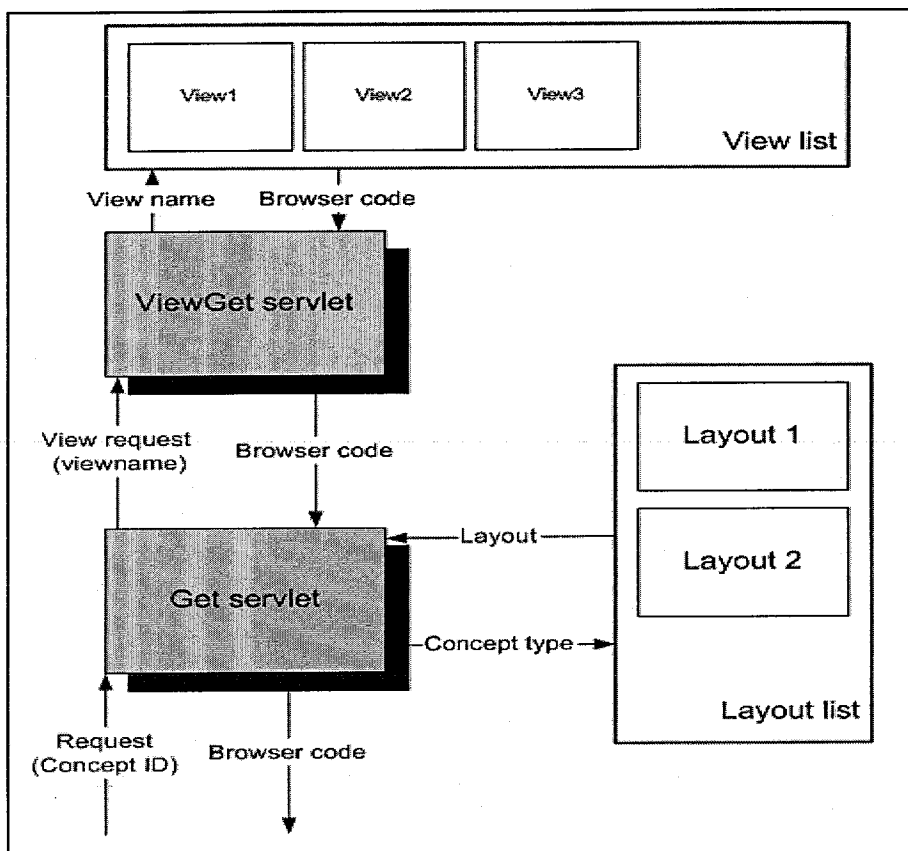 View1
View2
View3
View list
View name
Browser code
ViewGet servlet
View request
(viewname)
Browser code
Layout 1
Layout 2
Layout list
Layout
Get servlet
Concept type
Request
(Concept ID)
Browser code